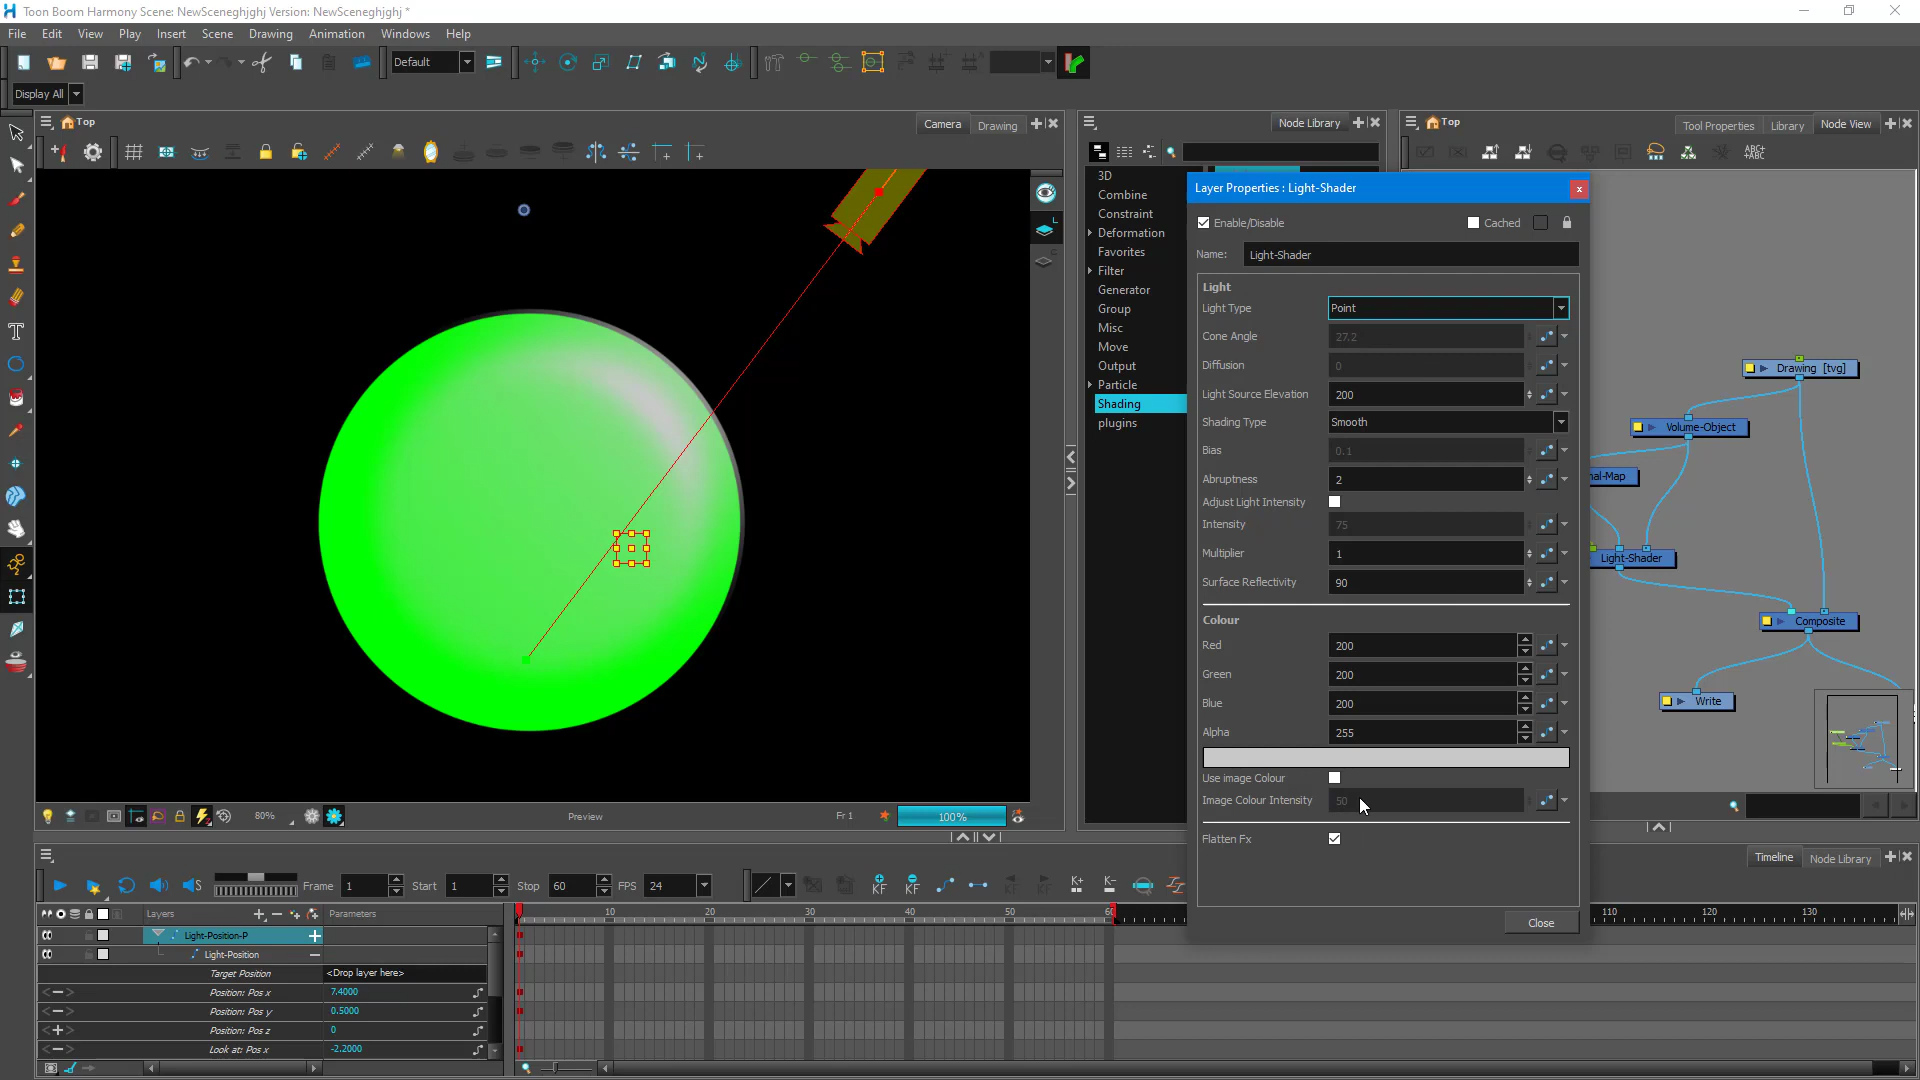 Toon Boom Harmony Scene: NewSceneghjghj Version: NewSceneghjghj *
File Edit View Play Insert Scene Drawing Animation Windows Help
Default
Display All
Top
Camera
Drawing
Node Library
Top
Tool Properties
Library
Node View
ABC+
ABC
3D
Combine
Constraint
Deformation
Favorites
Filter
Generator
Group
Misc
Move
Output
Particle
Shading
plugins
Layer Properties : Light-Shader
Enable/Disable
Cached
Name:
Light-Shader
Light
Light Type
Point
Cone Angle
27.2
Diffusion
0
Light Source Elevation
200
Shading Type
Smooth
Bias
0.1
Abruptness
2
Adjust Light Intensity
Intensity
75
Multiplier
1
Surface Reflectivity
90
Colour
Red
200
Green
200
Blue
200
Alpha
255
Use image Colour
Image Colour Intensity
50
Flatten Fx
Close
Drawing [tvg]
Volume-Object
al-Map
Light-Shader
Composite
Write
80%
Preview
Fr 1
100%
Timeline
Node Library
Frame 1
Start 1
Stop 60
FPS 24
KF
KF
KF
KF
K+
K-
Layers
Parameters
10 20 30 40 50 60 110 120 130
Light-Position-P
Light-Position
Target Position <Drop layer here>
Position: Pos x 7.4000
Position: Pos y 0.5000
Position: Pos z 0
Look at: Pos x -2.2000